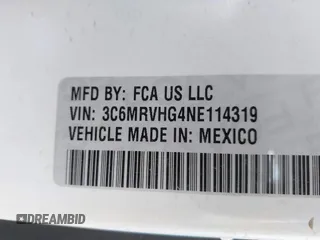 MFD BY: FCA US LLC
VIN: 3C6MRVHG4NE114319
VEHICLE MADE IN: MEXICO
DREAMBID